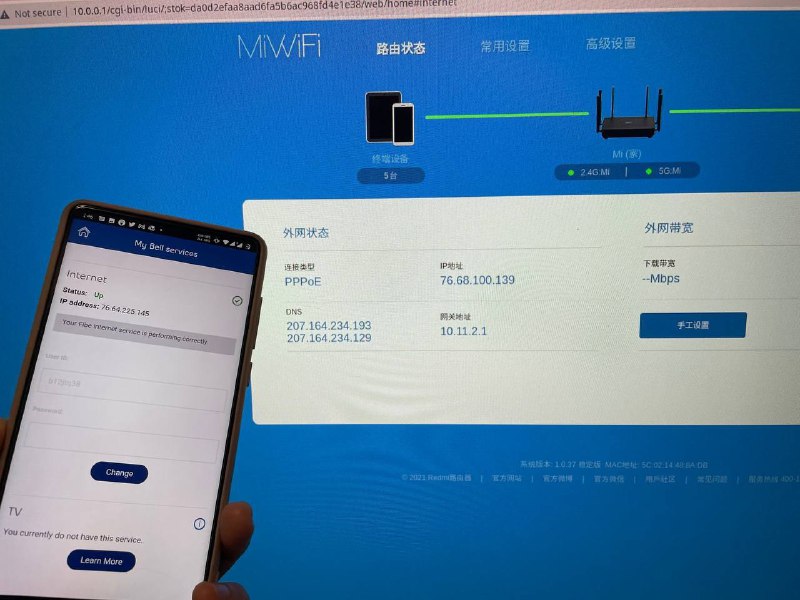 Not secure | 10.0.0.1/cgi-bin/luci/;stok=da0d2efaa8aad6fa5b6ac968fd4e1e38/web/home#internet
MiWiFi
路由状态
常用设置
高级设置
终端设备
5台
Mi (家)
2.4G:Mi | 5G:Mi
外网状态
连接类型
PPPoE
IP地址
76.68.100.139
DNS
207.164.234.193
207.164.234.129
网关地址
10.11.2.1
外网带宽
下载带宽
--Mbps
手工设置
系统版本: 1.0.37 稳定版 MAC地址: 5C:02:14:48:8A:DB
© 2021 Redmi路由器 | 官方网站 | 官方微博 | 官方微信 | 用户社区 | 常见问题 | 服务热线 400-1
My Bell services
Internet
Status: Up
IP address: 76.64.225.145
Your Fibe Internet service is performing correctly.
User ID:
Password:
Change
TV
You currently do not have this service.
Learn More